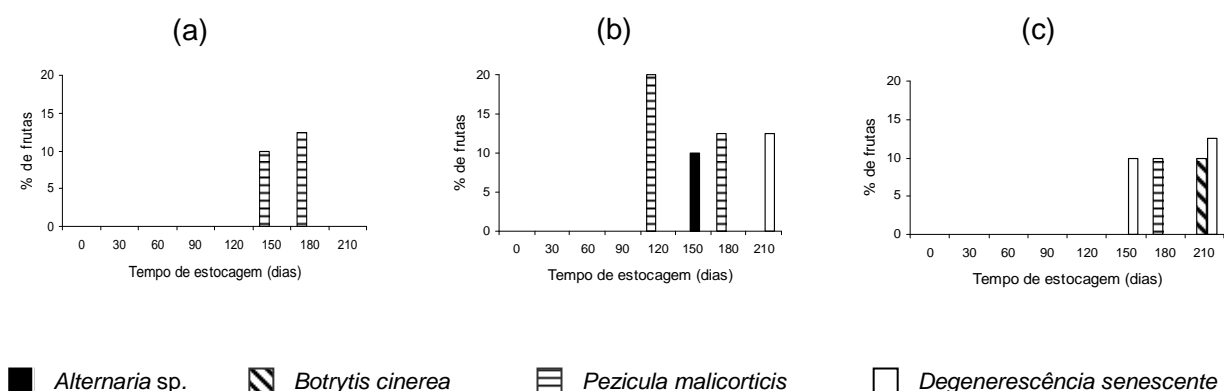 (a)
20
15
10
5
0
% de frutas
0 30 60 90 120 150 180 210
Tempo de estocagem (dias)
(b)
20
15
10
5
0
% de frutas
0 30 60 90 120 150 180 210
Tempo de estocagem (dias)
(c)
20
15
10
5
0
% de frutas
0 30 60 90 120 150 180 210
Tempo de estocagem (dias)
Alternaria sp. Botrytis cinerea Pezicula malicorticis Degenerescência senescente